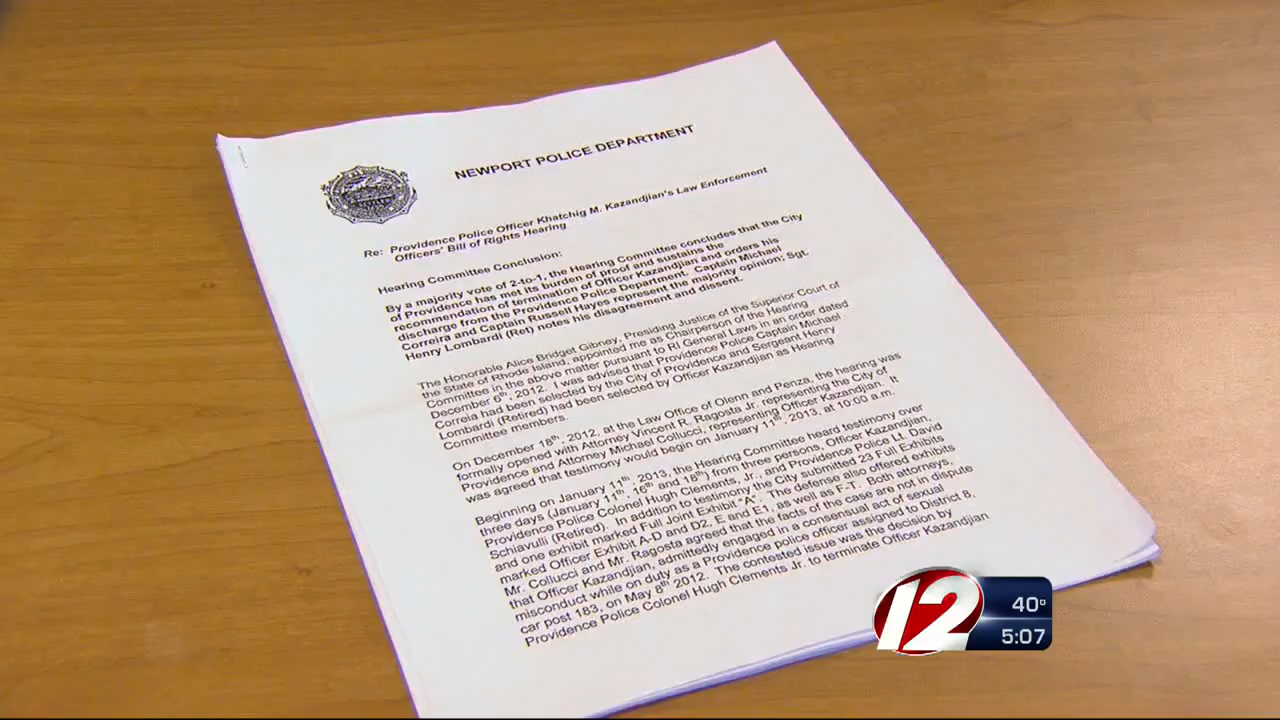 NEWPORT POLICE DEPARTMENT
Re: Providence Police Officer Khatchig M. Kazandjian's Law Enforcement
Officers' Bill of Rights Hearing
Hearing Committee Conclusion:
By a majority vote of 2-to-1, the Hearing Committee concludes that the City
of Providence has met its burden of proof and sustains the
recommendation of termination of Officer Kazandjian and orders his
discharge from the Providence Police Department. Captain Michael
Correira and Captain Russell Hayes represent the majority opinion; Sgt.
Henry Lombardi (Ret) notes his disagreement and dissent.
The Honorable Alice Bridget Gibney, Presiding Justice of the Superior Court of
the State of Rhode Island, appointed me as Chairperson of the Hearing
Committee in the above matter pursuant to RI General Laws in an order dated
December 6th, 2012. I was advised that Providence Police Captain Michael
Correia had been selected by the City of Providence and Sergeant Henry
Lombardi (Retired) had been selected by Officer Kazandjian as Hearing
Committee members.
On December 18th, 2012, at the Law Office of Olenn and Penza, the hearing was
formally opened with Attorney Vincent R. Ragosta Jr. representing the City of
Providence and Attorney Michael Collucci, representing Officer Kazandjian. It
was agreed that testimony would begin on January 11th, 2013, at 10:00 a.m.
Beginning on January 11th, 2013, the Hearing Committee heard testimony over
three days (January 11th, 16th and 18th) from three persons, Officer Kazandjian,
Providence Police Colonel Hugh Clements, Jr., and Providence Police Lt. David
Schiavulli (Retired). In addition to testimony the City submitted 23 Full Exhibits
and one exhibit marked Full Joint Exhibit "A". The defense also offered exhibits
marked Officer Exhibit A-D and D2, E and E1, as well as F-T. Both attorneys,
Mr. Collucci and Mr. Ragosta agreed that the facts of the case are not in dispute
that Officer Kazandjian, admittedly engaged in a consensual act of sexual
misconduct while on duty as a Providence police officer assigned to District 8,
car post 183, on May 8th 2012. The contested issue was the decision by
Providence Police Colonel Hugh Clements Jr. to terminate Officer Kazandjian
12
40°
5:07